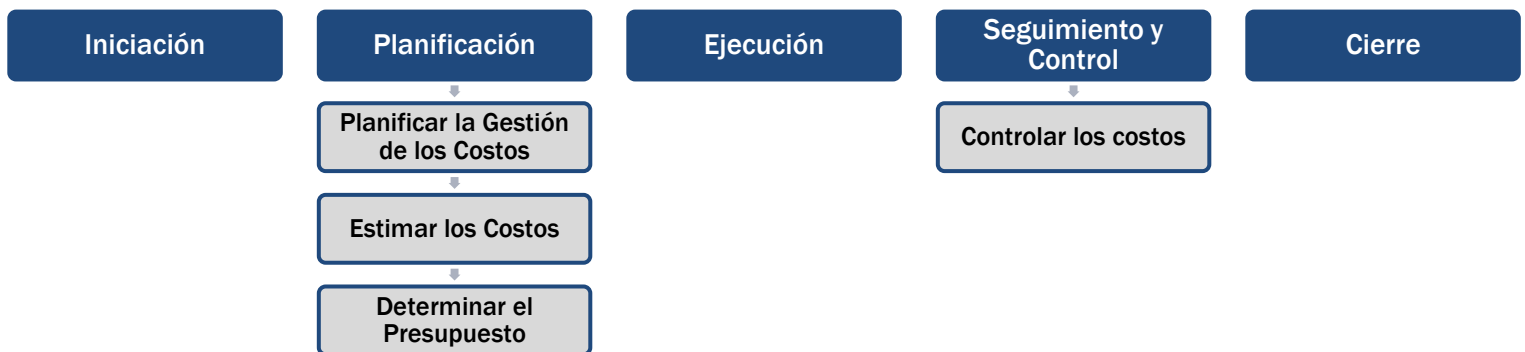 Iniciación
Planificación
Ejecución
Seguimiento y
Control
Cierre
Planificar la Gestión
de los Costos
Controlar los costos
Estimar los Costos
Determinar el
Presupuesto